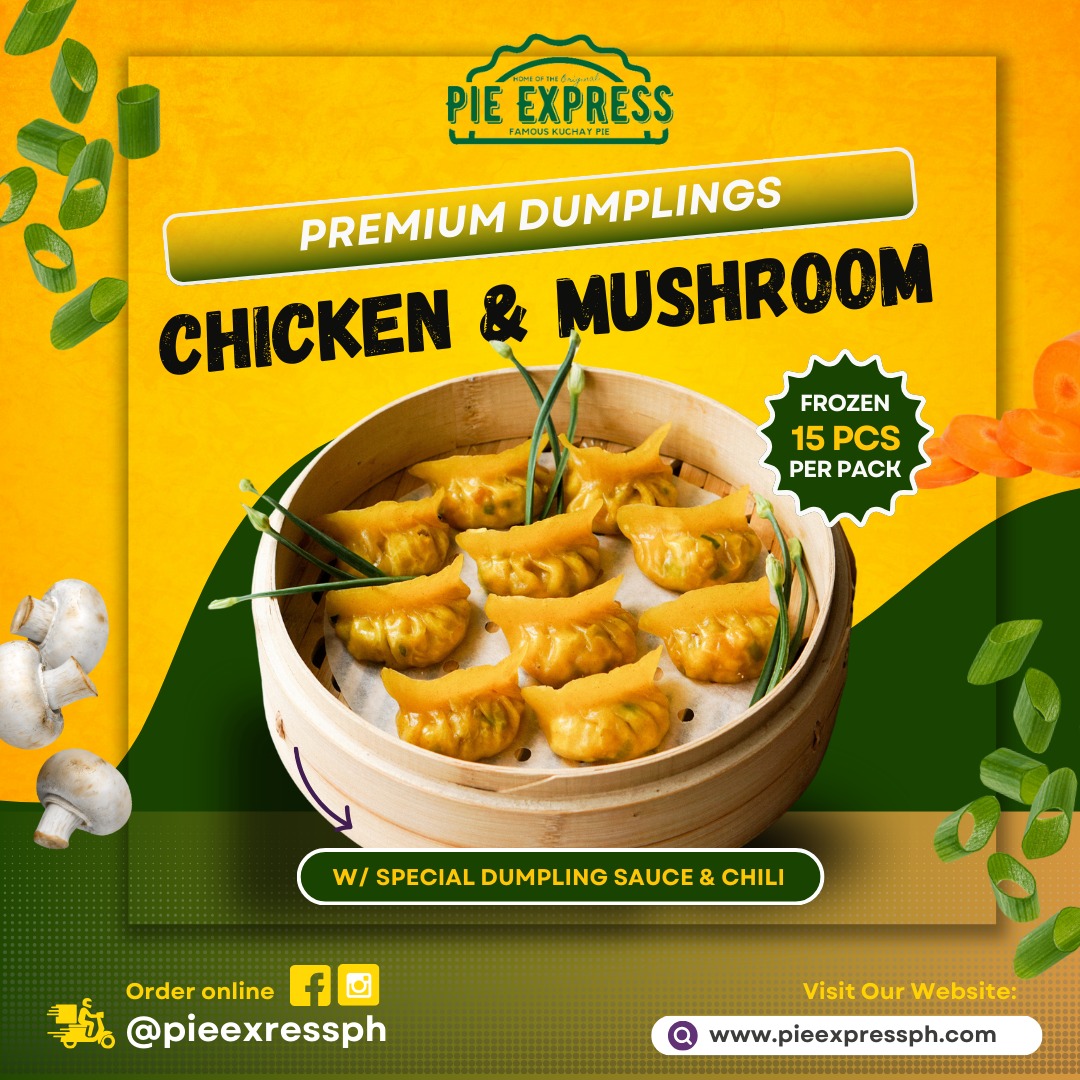 HOME OF THE Original
PIE EXPRESS
FAMOUS KUCHAY PIE
PREMIUM DUMPLINGS
CHICKEN & MUSHROOM
FROZEN
15 PCS
PER PACK
W/ SPECIAL DUMPLING SAUCE & CHILI
Order online
@pieexressph
Visit Our Website:
www.pieexpressph.com